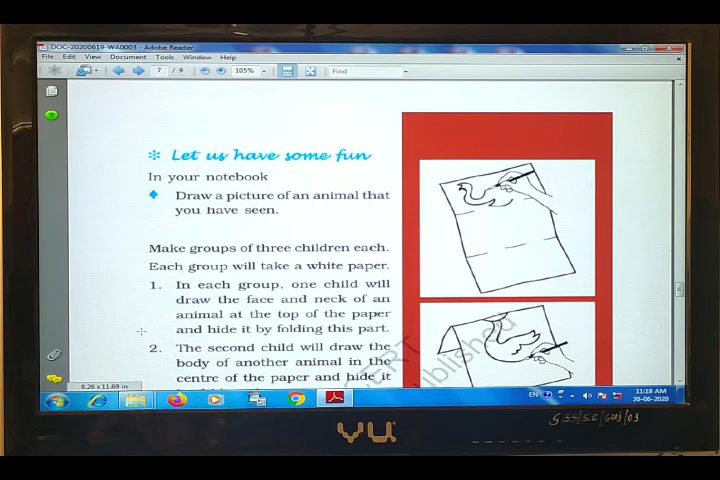 DOC-20200619-WA0003 - Adobe Reader
File Edit View Document Tools Window Help
7 / 9 105% Find
Let us have some fun
In your notebook
Draw a picture of an animal that
you have seen.
Make groups of three children each.
Each group will take a white paper.
1. In each group, one child will
draw the face and neck of an
animal at the top of the paper
and hide it by folding this part.
2. The second child will draw the
body of another animal in the
centre of the paper and hide it
published
8.26 x 11.69 in
EN
11:18 AM
20-06-2020
VU